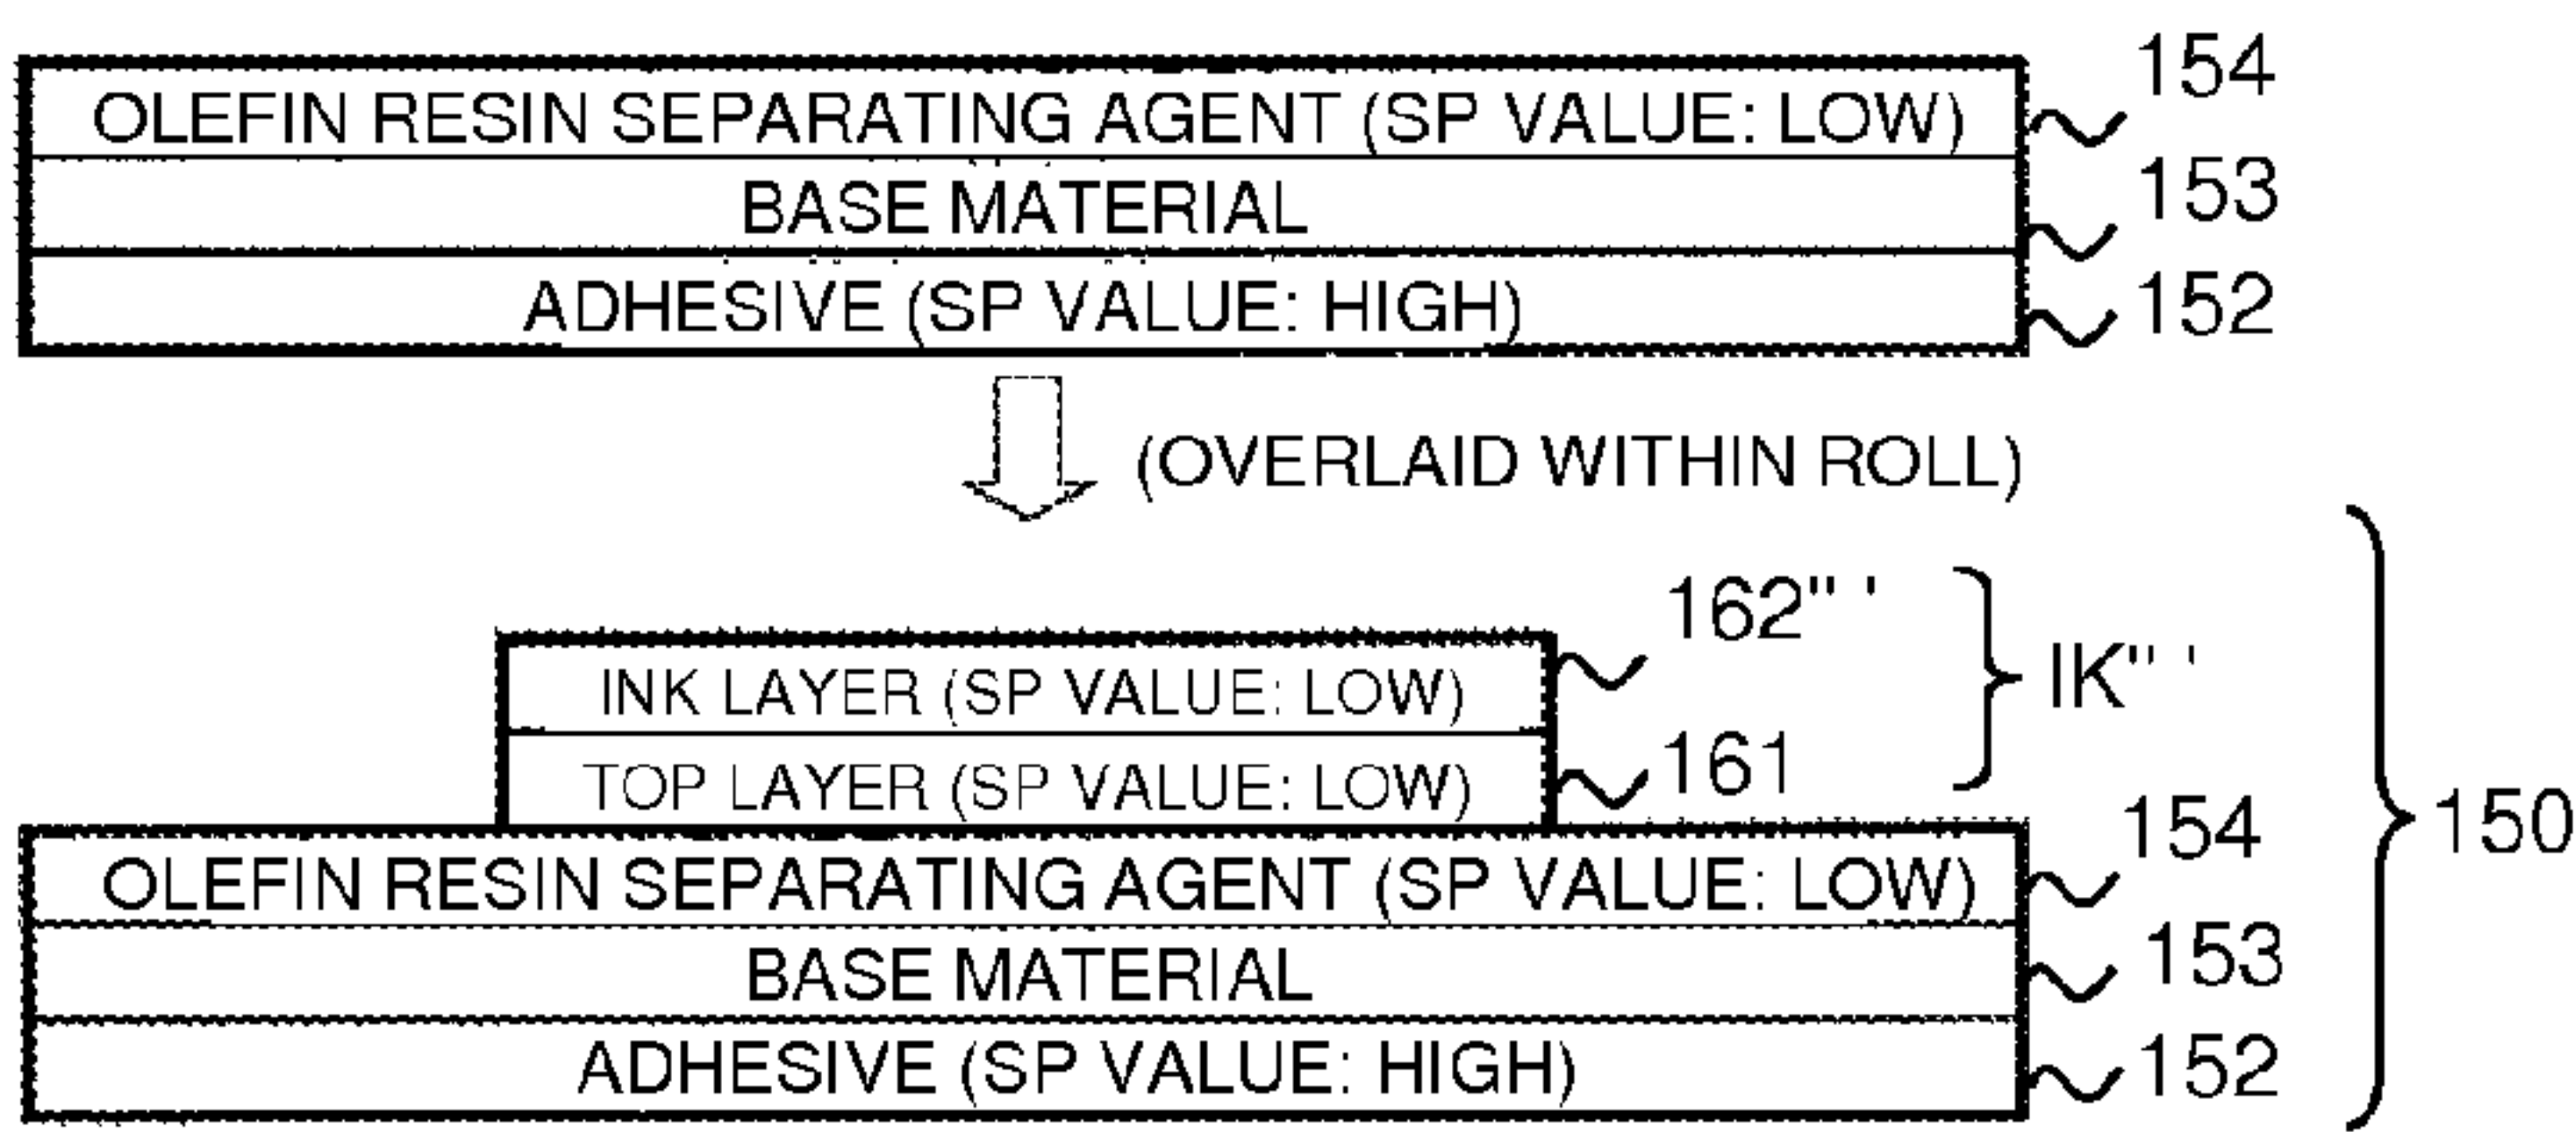 OLEFIN RESIN SEPARATING AGENT (SP VALUE: LOW) 154
BASE MATERIAL 153
ADHESIVE (SP VALUE: HIGH) 152
(OVERLAID WITHIN ROLL)
INK LAYER (SP VALUE: LOW) 162'''
TOP LAYER (SP VALUE: LOW) 161
IK'''
OLEFIN RESIN SEPARATING AGENT (SP VALUE: LOW) 154
150
BASE MATERIAL 153
ADHESIVE (SP VALUE: HIGH) 152